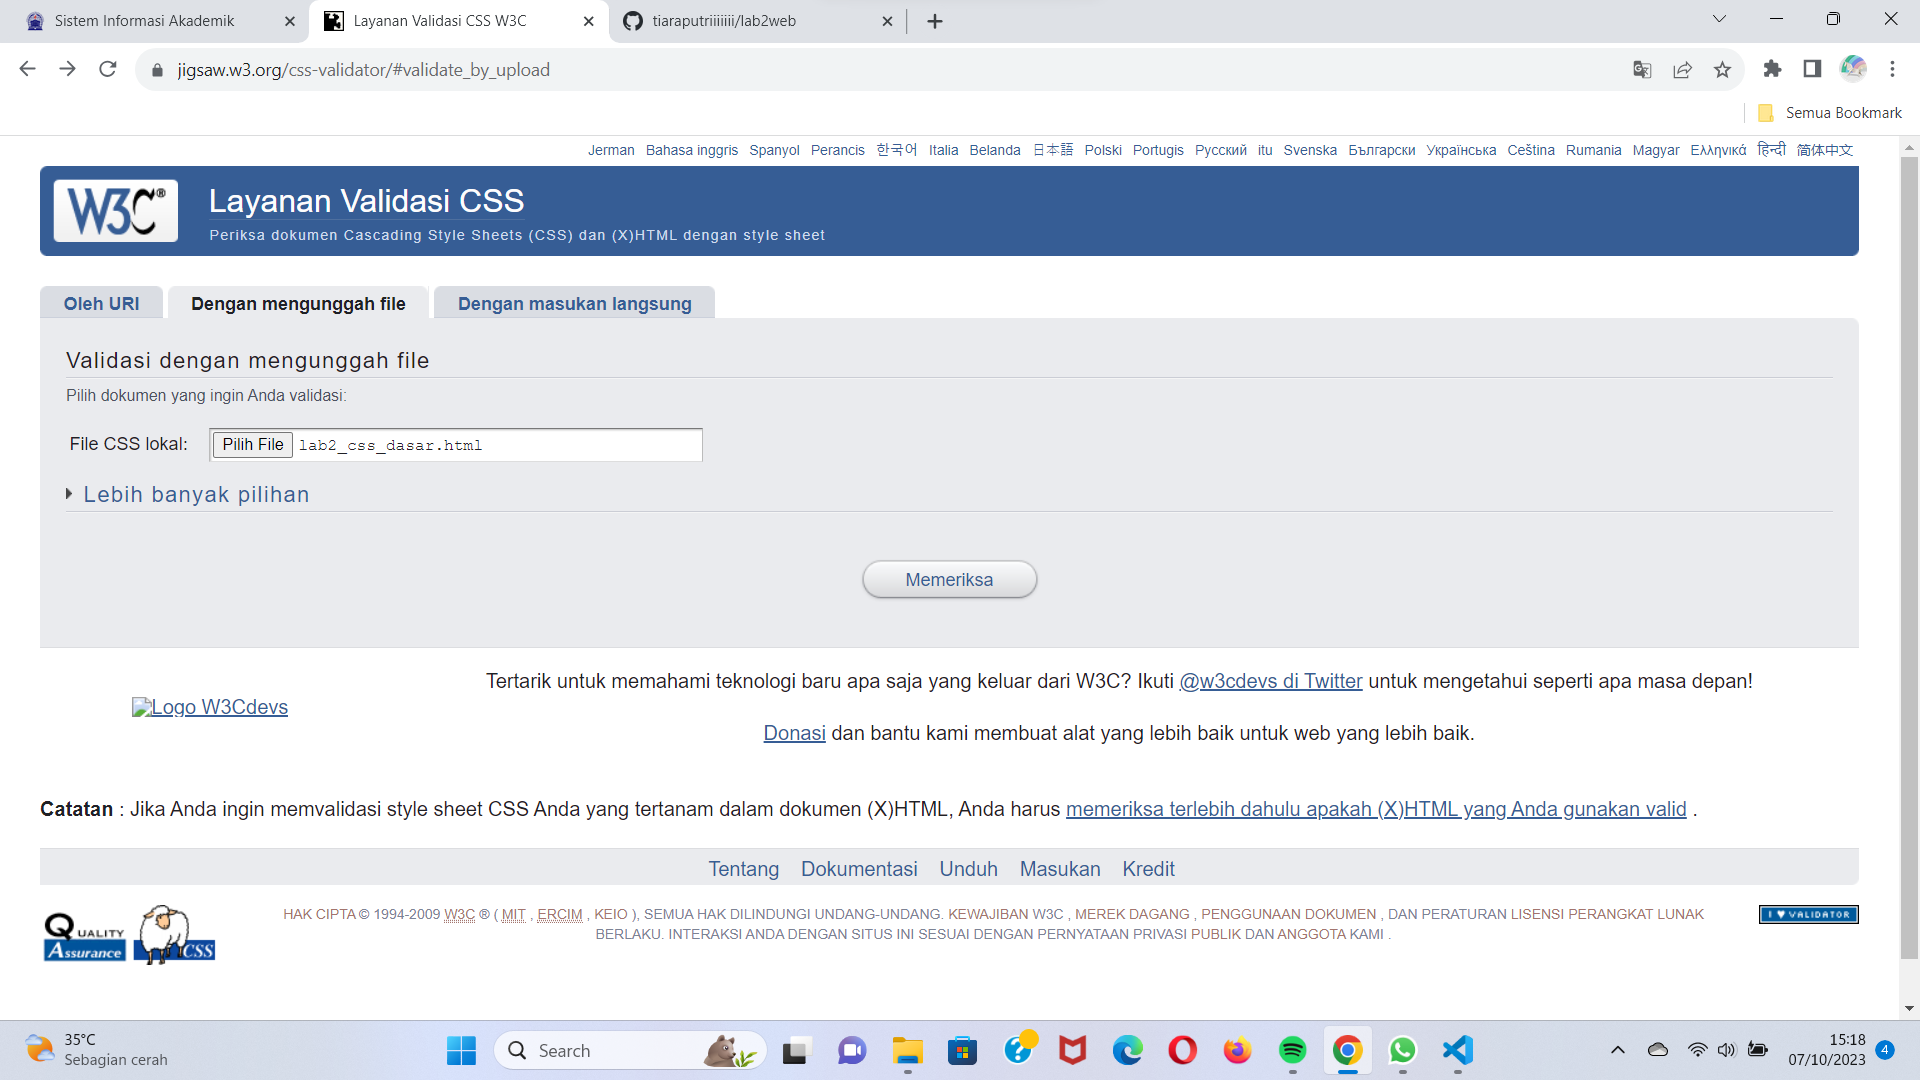 Sistem Informasi Akademik
Layanan Validasi CSS W3C
tiaraputriiiiiii/lab2web
jigsaw.w3.org/css-validator/#validate_by_upload
Semua Bookmark
Jerman Bahasa inggris Spanyol Perancis 한국어 Italia Belanda 日本語 Polski Portugis Русский itu Svenska Български Українська Čeština Rumania Magyar Ελληνικά हिन्दी 简体中文
W3C®
Layanan Validasi CSS
Periksa dokumen Cascading Style Sheets (CSS) dan (X)HTML dengan style sheet
Oleh URI
Dengan mengunggah file
Dengan masukan langsung
Validasi dengan mengunggah file
Pilih dokumen yang ingin Anda validasi:
File CSS lokal: Pilih File lab2_css_dasar.html
Lebih banyak pilihan
Memeriksa
Logo W3Cdevs
Tertarik untuk memahami teknologi baru apa saja yang keluar dari W3C? Ikuti @w3cdevs di Twitter untuk mengetahui seperti apa masa depan!
Donasi dan bantu kami membuat alat yang lebih baik untuk web yang lebih baik.
Catatan : Jika Anda ingin memvalidasi style sheet CSS Anda yang tertanam dalam dokumen (X)HTML, Anda harus memeriksa terlebih dahulu apakah (X)HTML yang Anda gunakan valid .
Tentang Dokumentasi Unduh Masukan Kredit
QUALITY
Assurance
CSS
HAK CIPTA © 1994-2009 W3C ® ( MIT , ERCIM , KEIO ), SEMUA HAK DILINDUNGI UNDANG-UNDANG. KEWAJIBAN W3C , MEREK DAGANG , PENGGUNAAN DOKUMEN , DAN PERATURAN LISENSI PERANGKAT LUNAK
BERLAKU. INTERAKSI ANDA DENGAN SITUS INI SESUAI DENGAN PERNYATAAN PRIVASI PUBLIK DAN ANGGOTA KAMI .
I ♥ VALIDATOR
35°C
Sebagian cerah
Search
15:18
07/10/2023
4